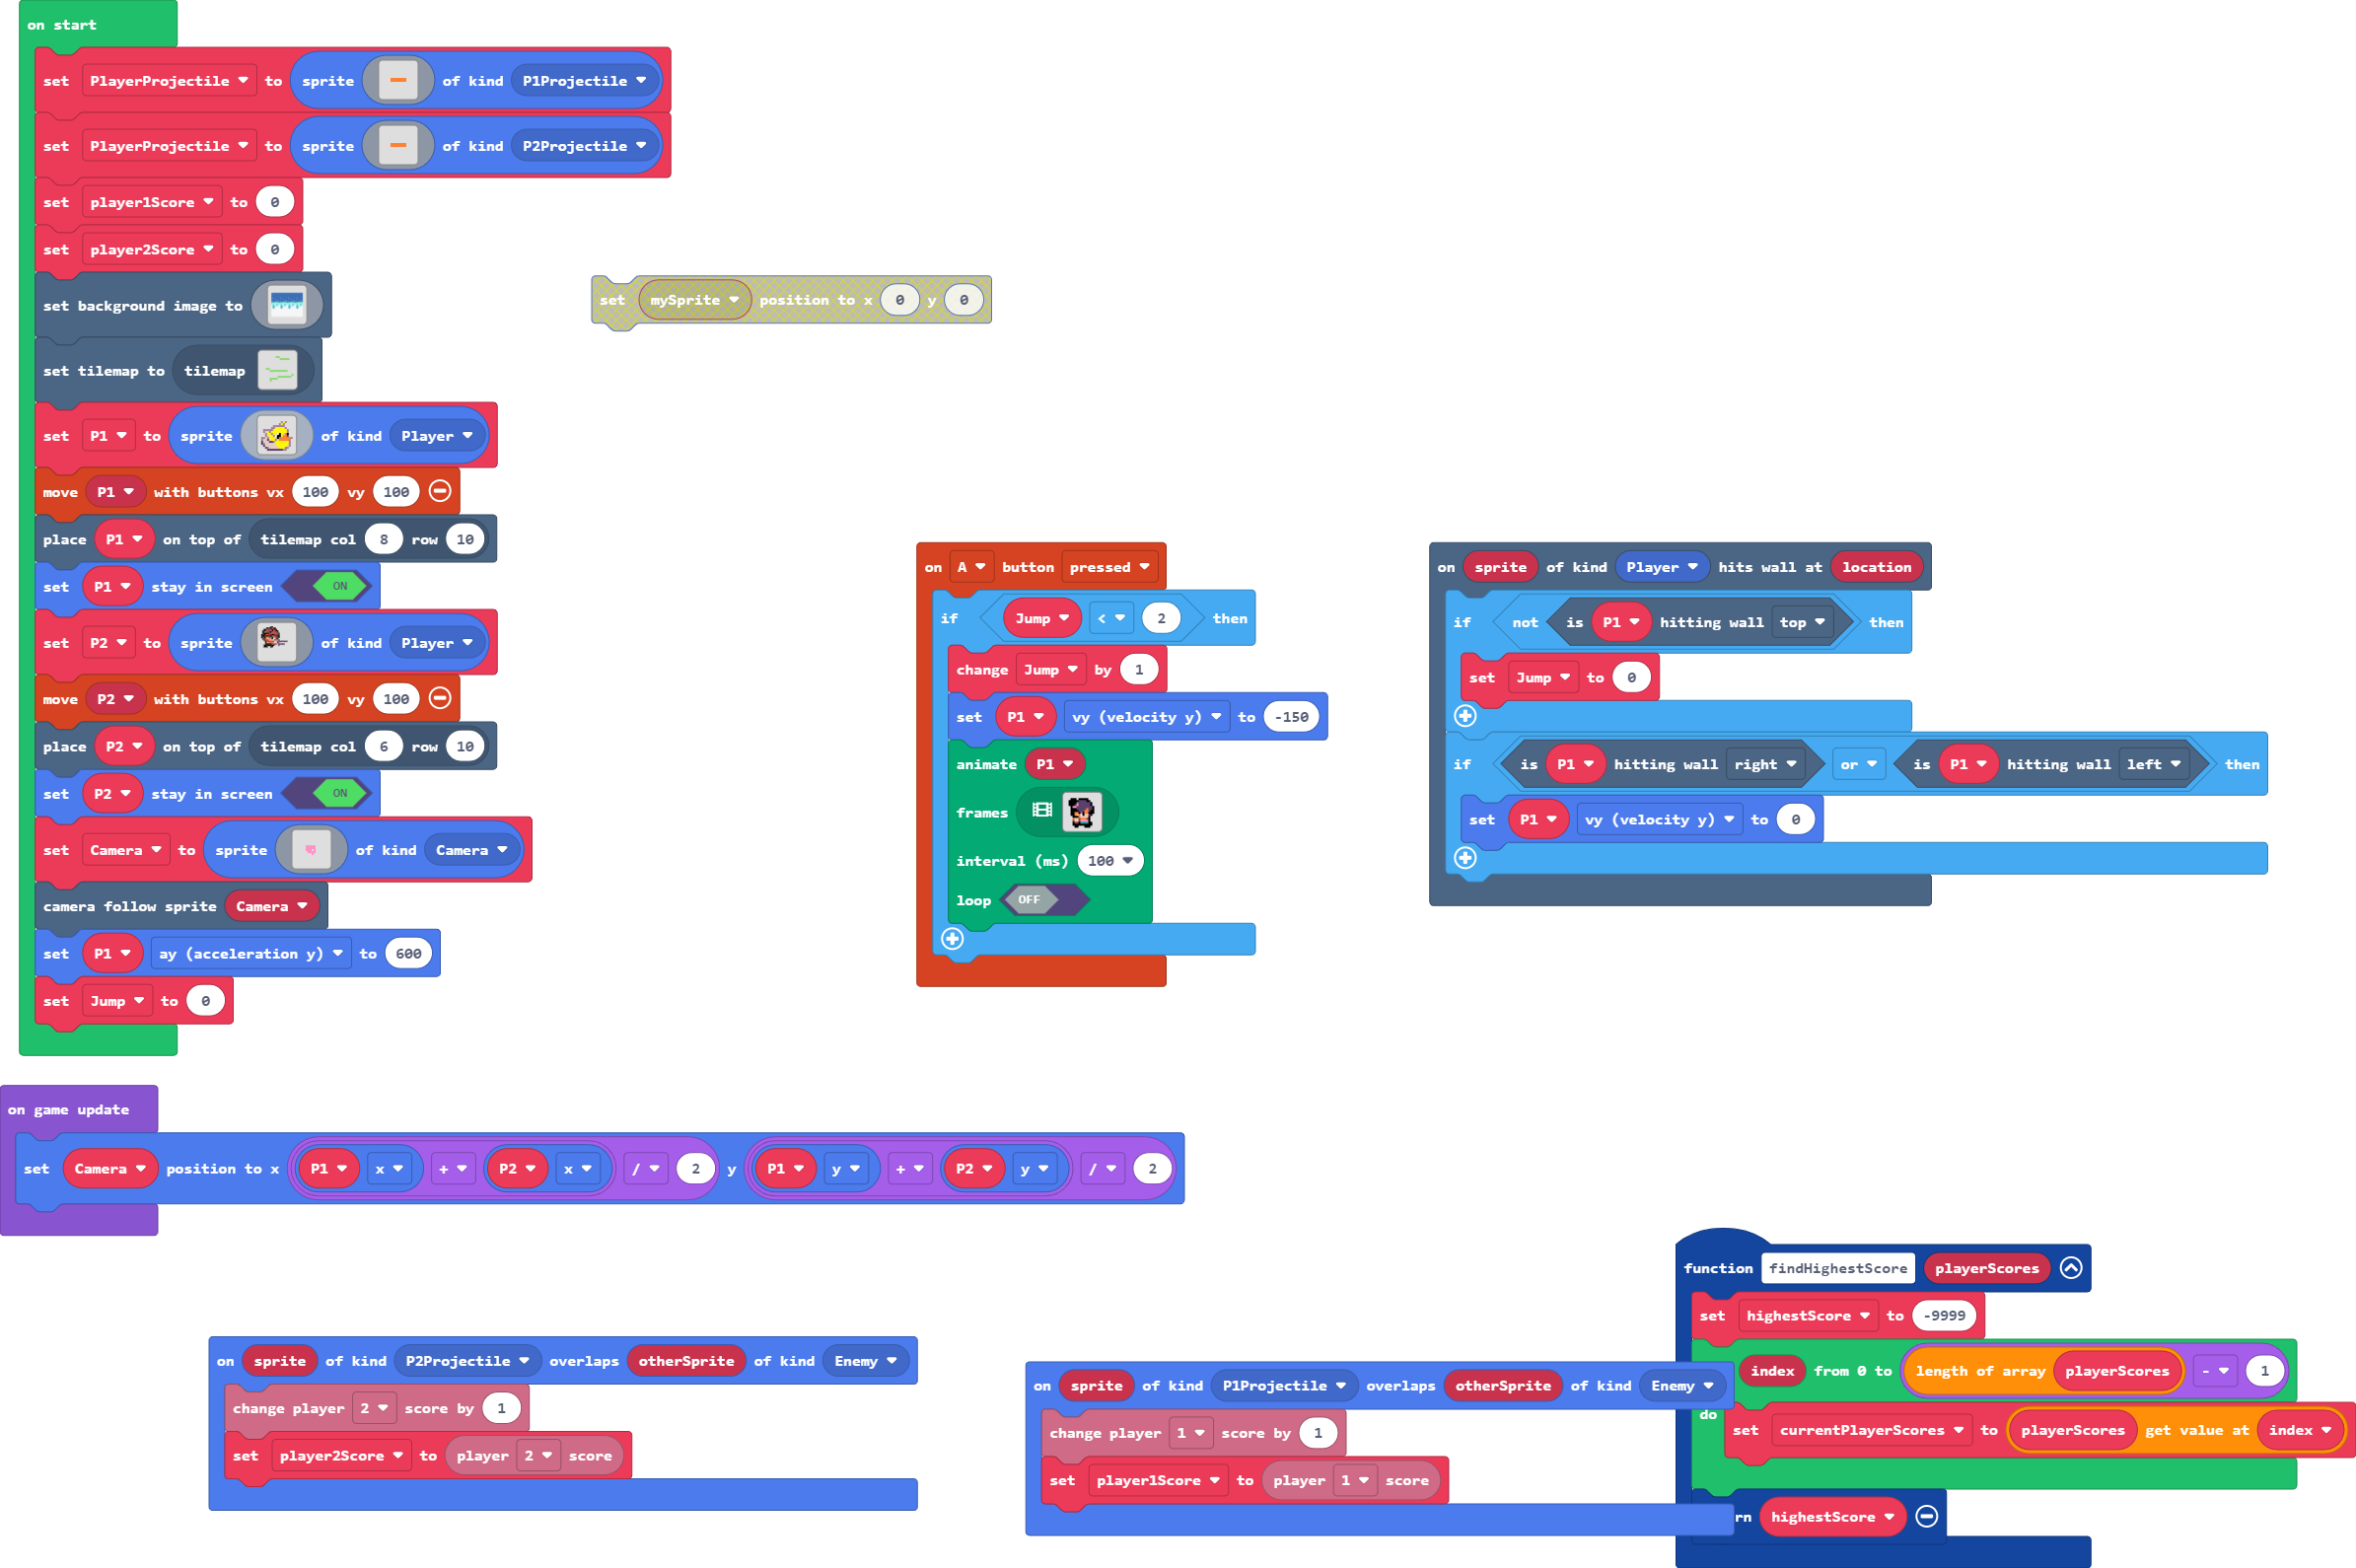 on start
set PlayerProjectile to sprite of kind P1Projectile
set PlayerProjectile to sprite of kind P2Projectile
set player1Score to 0
set player2Score to 0
set background image to
set tilemap to tilemap
set P1 to sprite of kind Player
move P1 with buttons vx 100 vy 100
place P1 on top of tilemap col 8 row 10
set P1 stay in screen ON
set P2 to sprite of kind Player
move P2 with buttons vx 100 vy 100
place P2 on top of tilemap col 6 row 10
set P2 stay in screen ON
set Camera to sprite of kind Camera
camera follow sprite Camera
set P1 ay (acceleration y) to 600
set Jump to 0
set mySprite position to x 0 y 0
on A button pressed
if Jump < 2 then
change Jump by 1
set P1 vy (velocity y) to -150
animate P1
frames
interval (ms) 100
loop OFF
on sprite of kind Player hits wall at location
if not is P1 hitting wall top then
set Jump to 0
if is P1 hitting wall right or is P1 hitting wall left then
set P1 vy (velocity y) to 0
on game update
set Camera position to x P1 x + P2 x / 2 y P1 y + P2 y / 2
on sprite of kind P2Projectile overlaps otherSprite of kind Enemy
change player 2 score by 1
set player2Score to player 2 score
on sprite of kind P1Projectile overlaps otherSprite of kind Enemy
change player 1 score by 1
set player1Score to player 1 score
function findHighestScore playerScores
set highestScore to -9999
index from 0 to length of array playerScores - 1
do set currentPlayerScores to playerScores get value at index
rn highestScore